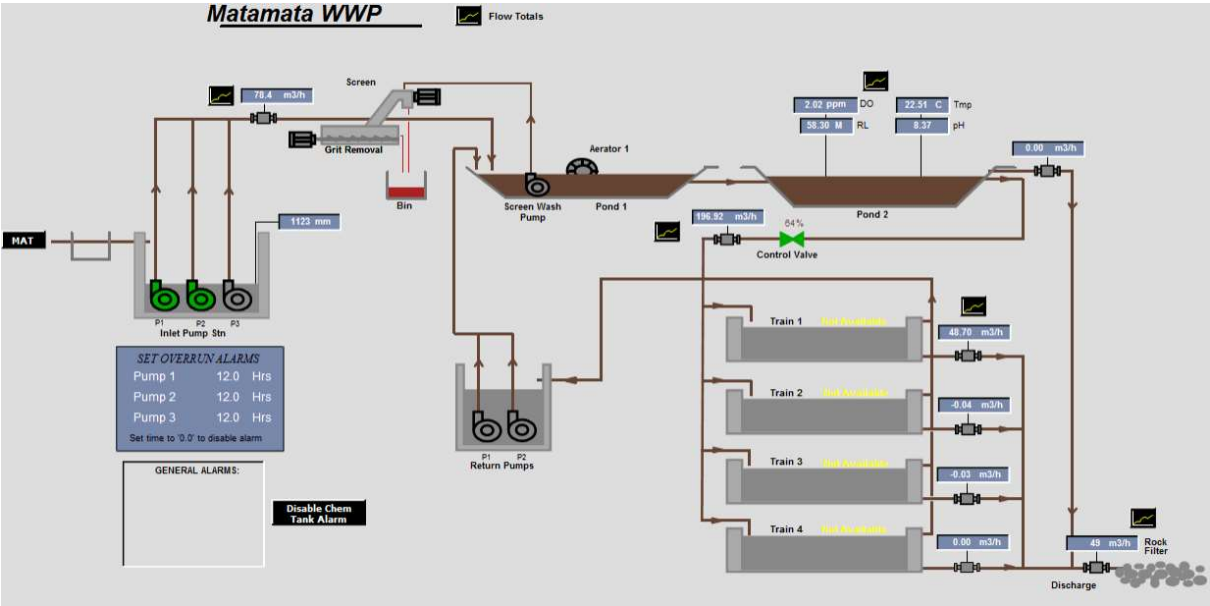 Matamata WWP
Flow Totals
Screen
78.4 m3/h
Grit Removal
Bin
Aerator 1
Screen Wash
Pump
Pond 1
2.02 ppm DO
22.51 C Tmp
58.30 M RL
8.37 pH
0.00 m3/h
Pond 2
MAT
1123 mm
196.92 m3/h
64%
Control Valve
P1 P2 P3
Inlet Pump Stn
SET OVERRUN ALARMS
Pump 1 12.0 Hrs
Pump 2 12.0 Hrs
Pump 3 12.0 Hrs
Set time to '0.0' to disable alarm
GENERAL ALARMS:
Disable Chem
Tank Alarm
P1 P2
Return Pumps
Train 1 Not Available
48.70 m3/h
Train 2 Not Available
-0.04 m3/h
Train 3 Not Available
-0.03 m3/h
Train 4 Not Available
0.00 m3/h
49 m3/h
Rock
Filter
Discharge